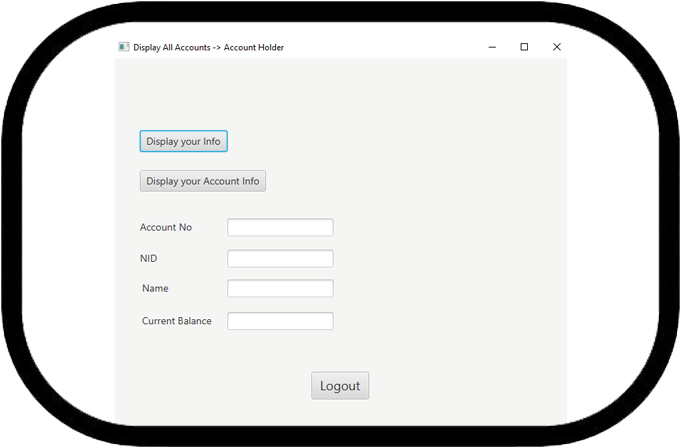 Display All Accounts -> Account Holder
Display your Info
Display your Account Info
Account No
NID
Name
Current Balance
Logout